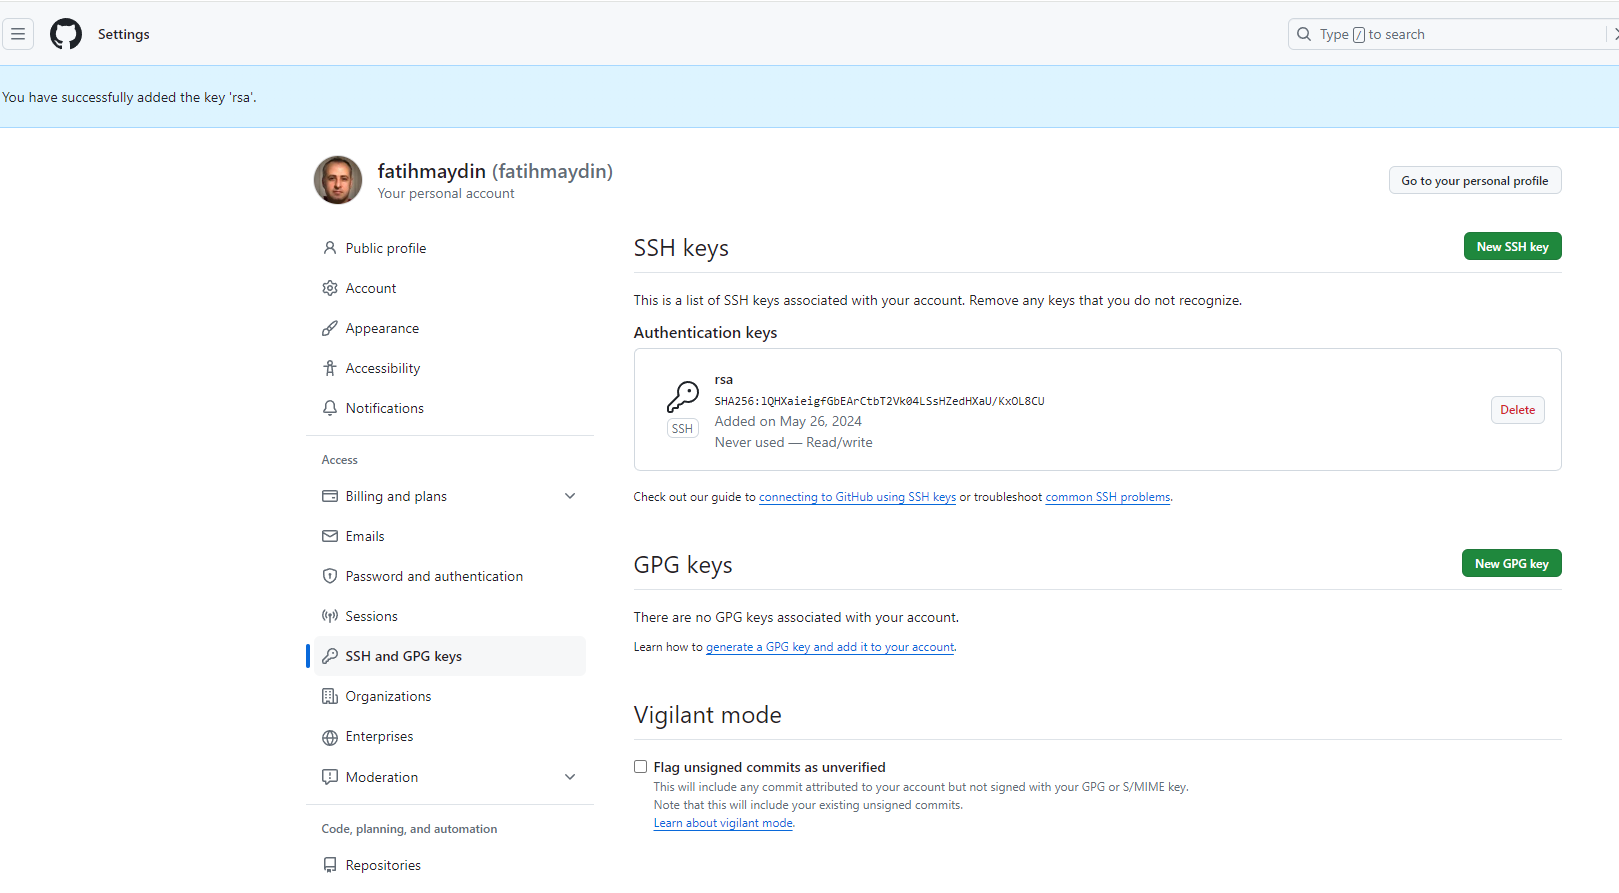 Settings
Type / to search
You have successfully added the key 'rsa'.
fatihmaydin (fatihmaydin)
Your personal account
Go to your personal profile
Public profile
Account
Appearance
Accessibility
Notifications
Access
Billing and plans
Emails
Password and authentication
Sessions
SSH and GPG keys
Organizations
Enterprises
Moderation
Code, planning, and automation
Repositories
SSH keys
New SSH key
This is a list of SSH keys associated with your account. Remove any keys that you do not recognize.
Authentication keys
rsa
SHA256:lQHXaieigfGbEArCtbT2Vk04LSsHZedHXaU/KxOL8CU
Added on May 26, 2024
Never used — Read/write
SSH
Delete
Check out our guide to connecting to GitHub using SSH keys or troubleshoot common SSH problems.
GPG keys
New GPG key
There are no GPG keys associated with your account.
Learn how to generate a GPG key and add it to your account.
Vigilant mode
Flag unsigned commits as unverified
This will include any commit attributed to your account but not signed with your GPG or S/MIME key.
Note that this will include your existing unsigned commits.
Learn about vigilant mode.